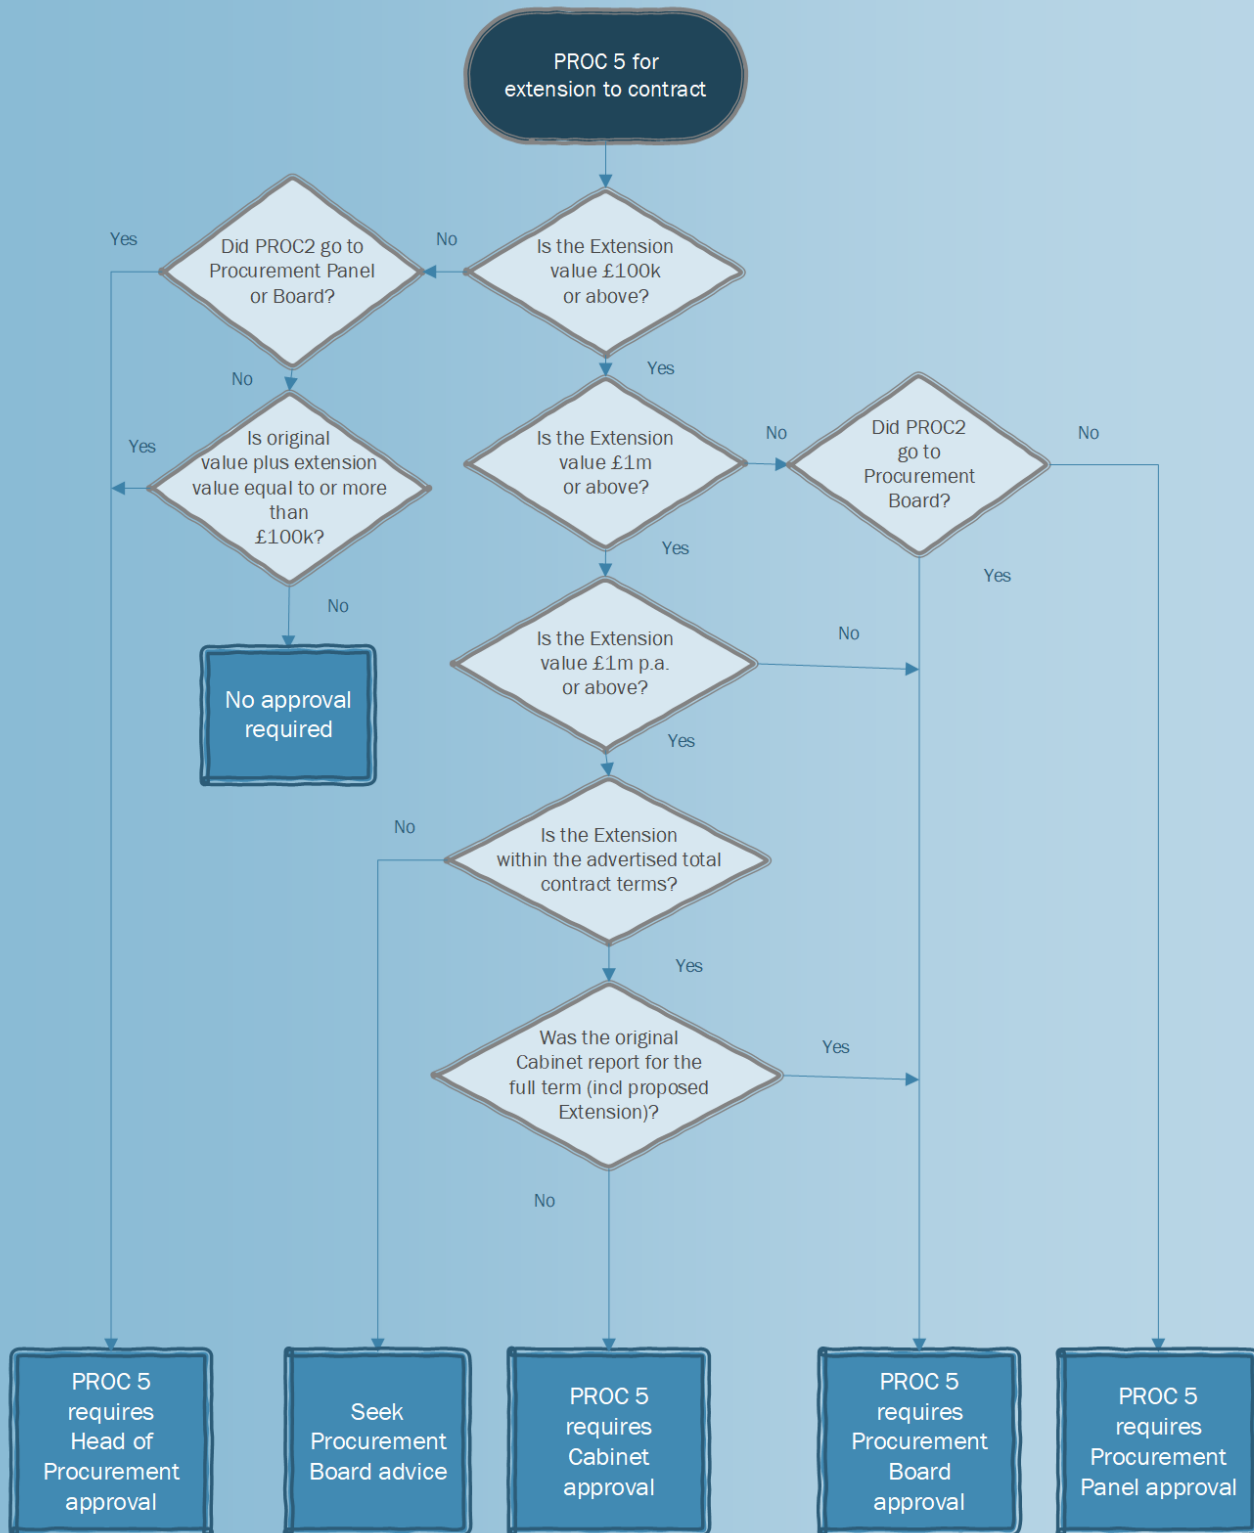 PROC 5 for
extension to contract
Yes
Did PROC2 go to
Procurement Panel
or Board?
No
Is the Extension
value £100k
or above?
No
Yes
Yes
Is original
value plus extension
value equal to or more
than
£100k?
Is the Extension
value £1m
or above?
No
Did PROC2
go to
Procurement
Board?
No
Yes
Yes
No
No approval
required
Is the Extension
value £1m p.a.
or above?
No
Yes
No
Is the Extension
within the advertised total
contract terms?
Yes
Was the original
Cabinet report for the
full term (incl proposed
Extension)?
Yes
No
PROC 5
requires
Head of
Procurement
approval
Seek
Procurement
Board advice
PROC 5
requires
Cabinet
approval
PROC 5
requires
Procurement
Board
approval
PROC 5
requires
Procurement
Panel approval